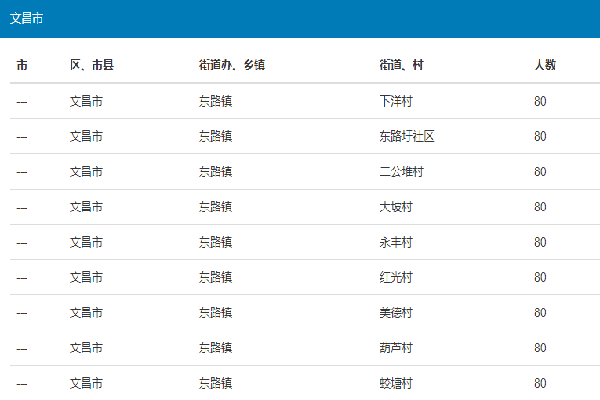 文昌市
市 区、市县 街道办、乡镇 街道、村 人数
--- 文昌市 东路镇 下洋村 80
--- 文昌市 东路镇 东路圩社区 80
--- 文昌市 东路镇 二公堆村 80
--- 文昌市 东路镇 大坡村 80
--- 文昌市 东路镇 永丰村 80
--- 文昌市 东路镇 红光村 80
--- 文昌市 东路镇 美德村 80
--- 文昌市 东路镇 葫芦村 80
--- 文昌市 东路镇 蛟塘村 80